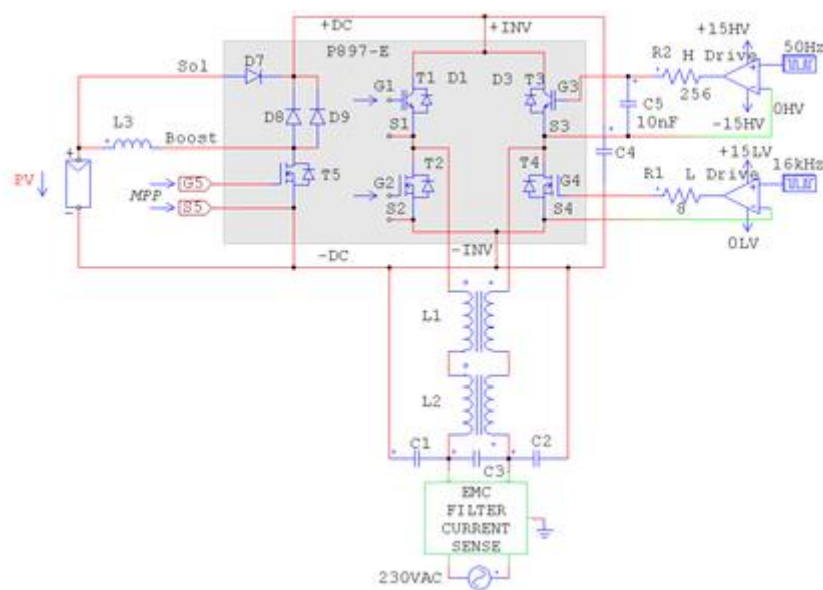 +DC
+INV
+15HV
50Hz
P897-E
R2
H Drive
Sol
D7
T1
D1
D3
T3
G1
G3
256
C5
10nF
-15HV
0HV
D8
D9
L3
Boost
S1
S3
C4
+15LV
T2
T4
16kHz
PV
T5
R1
L Drive
G5
G2
G4
MPP
S5
S2
S4
8
0LV
-DC
-INV
L1
L2
C1
C2
C3
EMC
FILTER
CURRENT
SENSE
230VAC